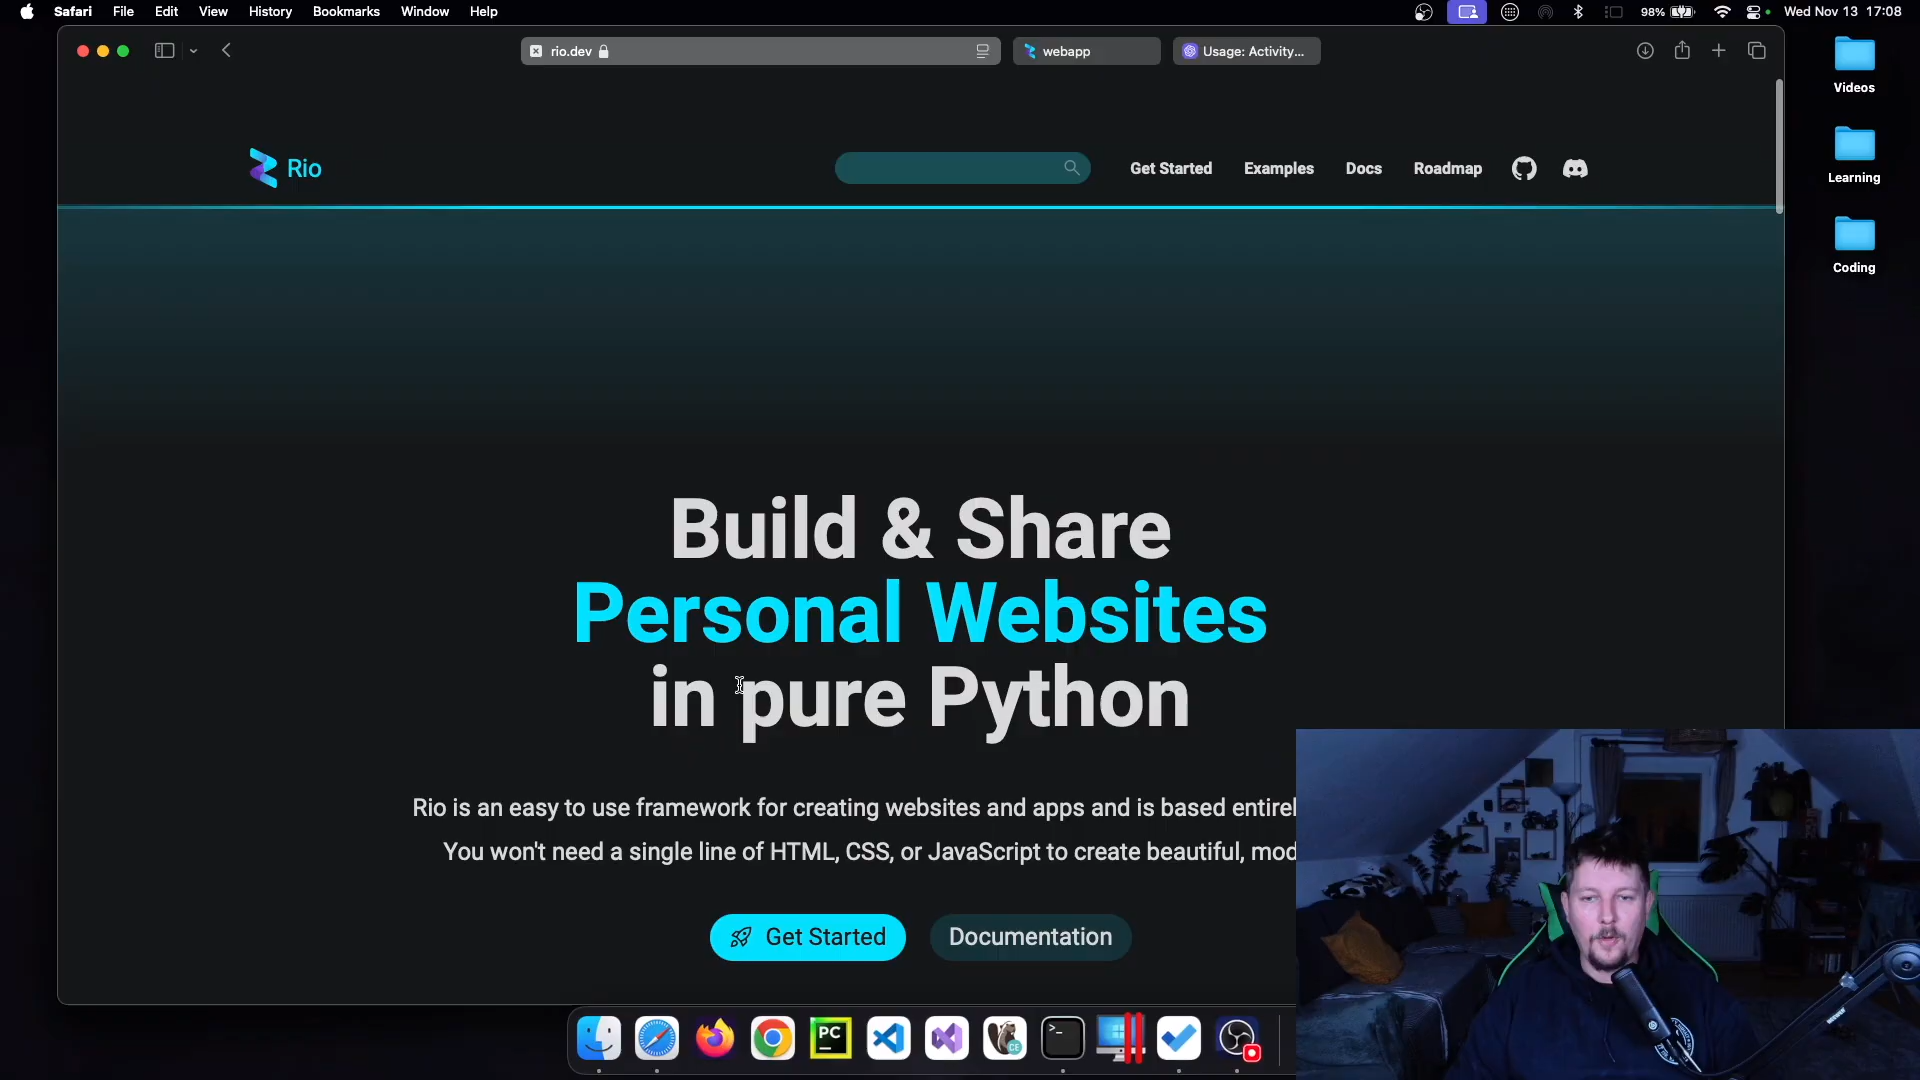 Safari File Edit View History Bookmarks Window Help 98% Wed Nov 13 17:08
rio.dev webapp Usage: Activity...
Videos
Learning
Coding
Rio Get Started Examples Docs Roadmap
Build & Share
Personal Websites
in pure Python
Rio is an easy to use framework for creating websites and apps and is based entirel
You won't need a single line of HTML, CSS, or JavaScript to create beautiful, mod
Get Started Documentation
PC
CE